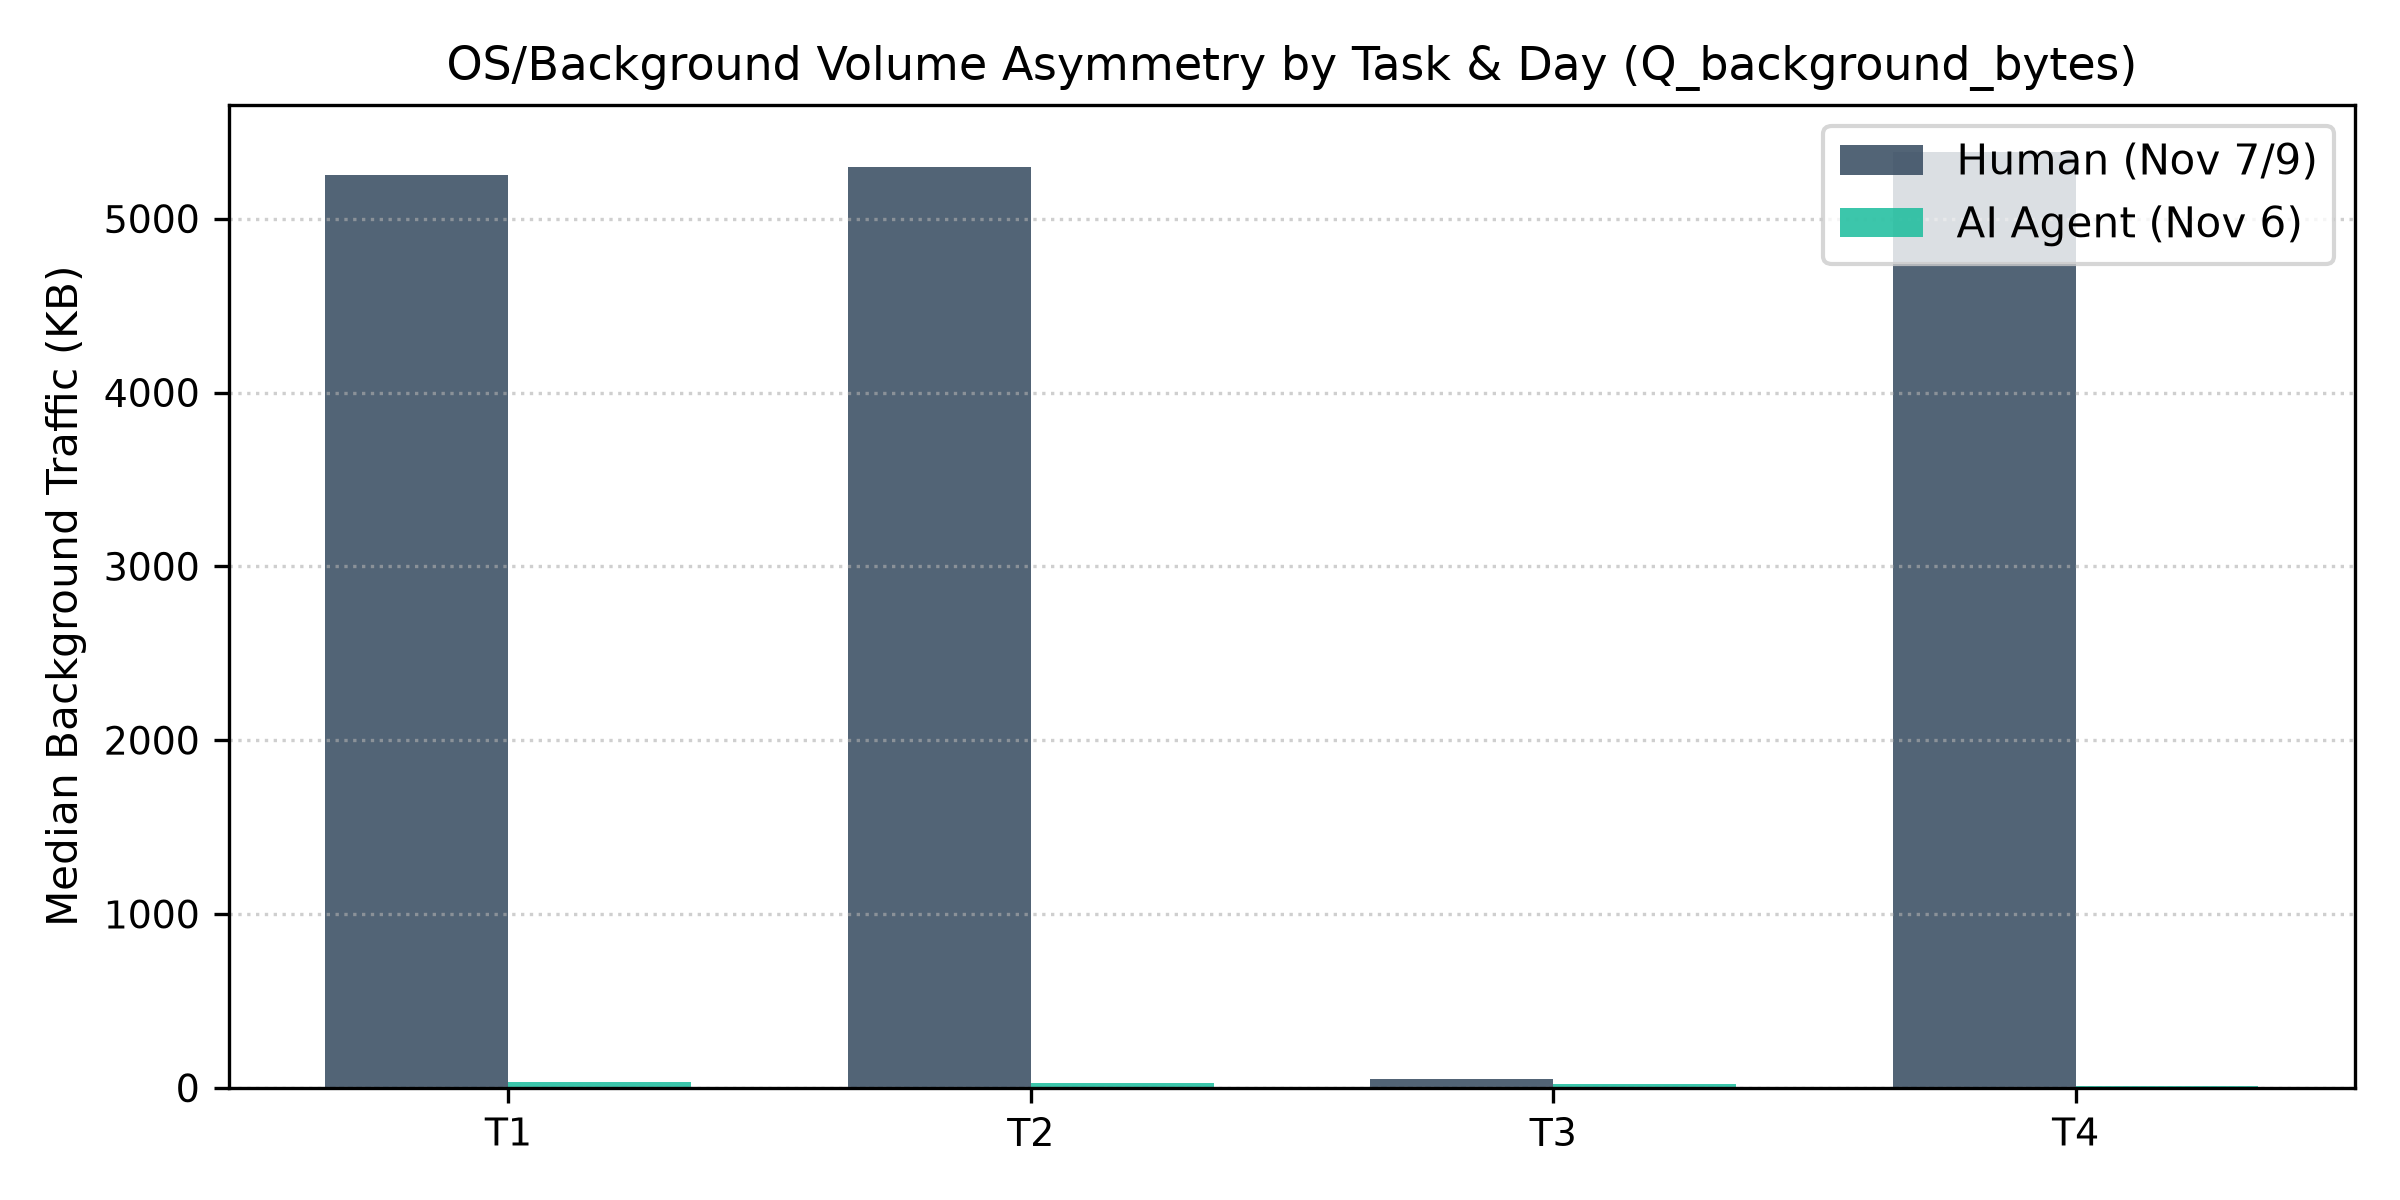 OS/Background Volume Asymmetry by Task & Day (Q_background_bytes)
Human (Nov 7/9)
AI Agent (Nov 6)
Median Background Traffic (KB)
5000
4000
3000
2000
1000
0
T1 T2 T3 T4